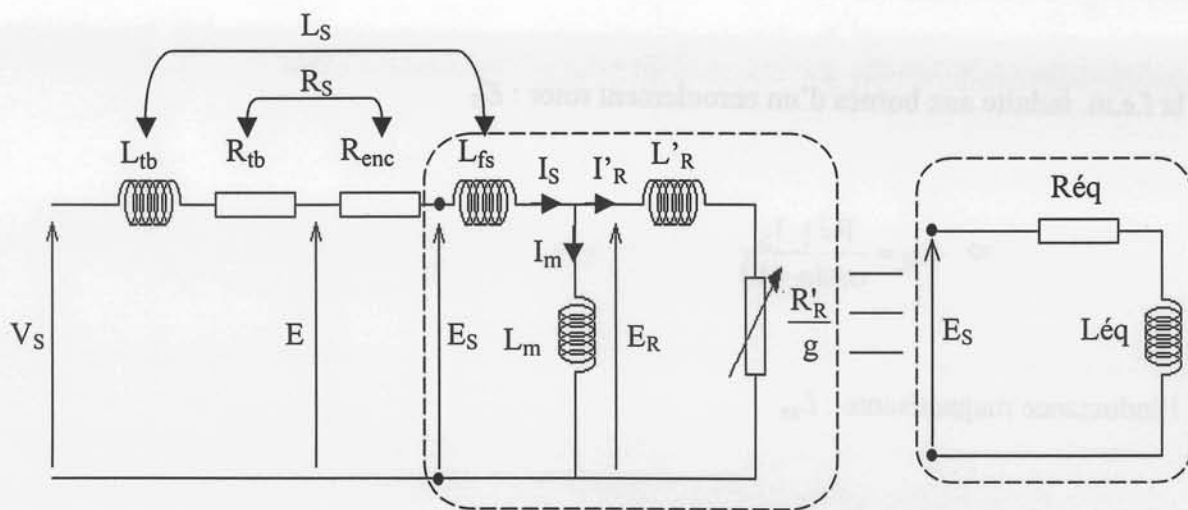 L_S
R_S
L_tb R_tb R_enc L_fs I_S I'_R L'_R
I_m
V_S E E_S L_m E_R R'_R
g
Réq
E_S Léq